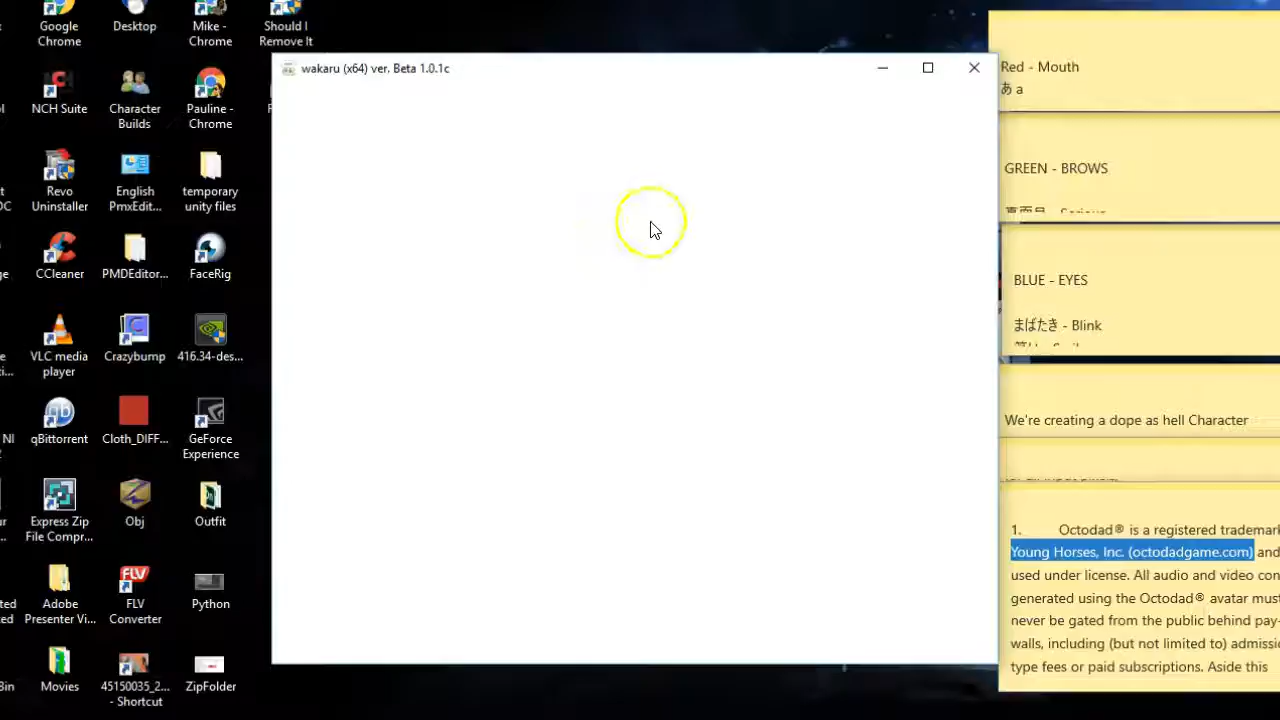 Google
Chrome
Desktop
Mike -
Chrome
Should I
Remove It
NCH Suite
Character
Builds
Pauline -
Chrome
Revo
Uninstaller
English
PmxEdit...
temporary
unity files
CCleaner
PMDEditor...
FaceRig
VLC media
player
Crazybump
416.34-des...
qBittorrent
Cloth_DIFF...
GeForce
Experience
Express Zip
File Compr...
Obj
Outfit
Adobe
Presenter Vi...
FLV
Converter
Python
Movies
45150035_2...
- Shortcut
ZipFolder
wakaru (x64) ver. Beta 1.0.1c
Red - Mouth
あ a
GREEN - BROWS
BLUE - EYES
まばたき - Blink
We're creating a dope as hell Character
1. Octodad® is a registered trademark
Young Horses, Inc. (octodadgame.com) and
used under license. All audio and video con
generated using the Octodad® avatar must
never be gated from the public behind pay-
walls, including (but not limited to) admissi
type fees or paid subscriptions. Aside this